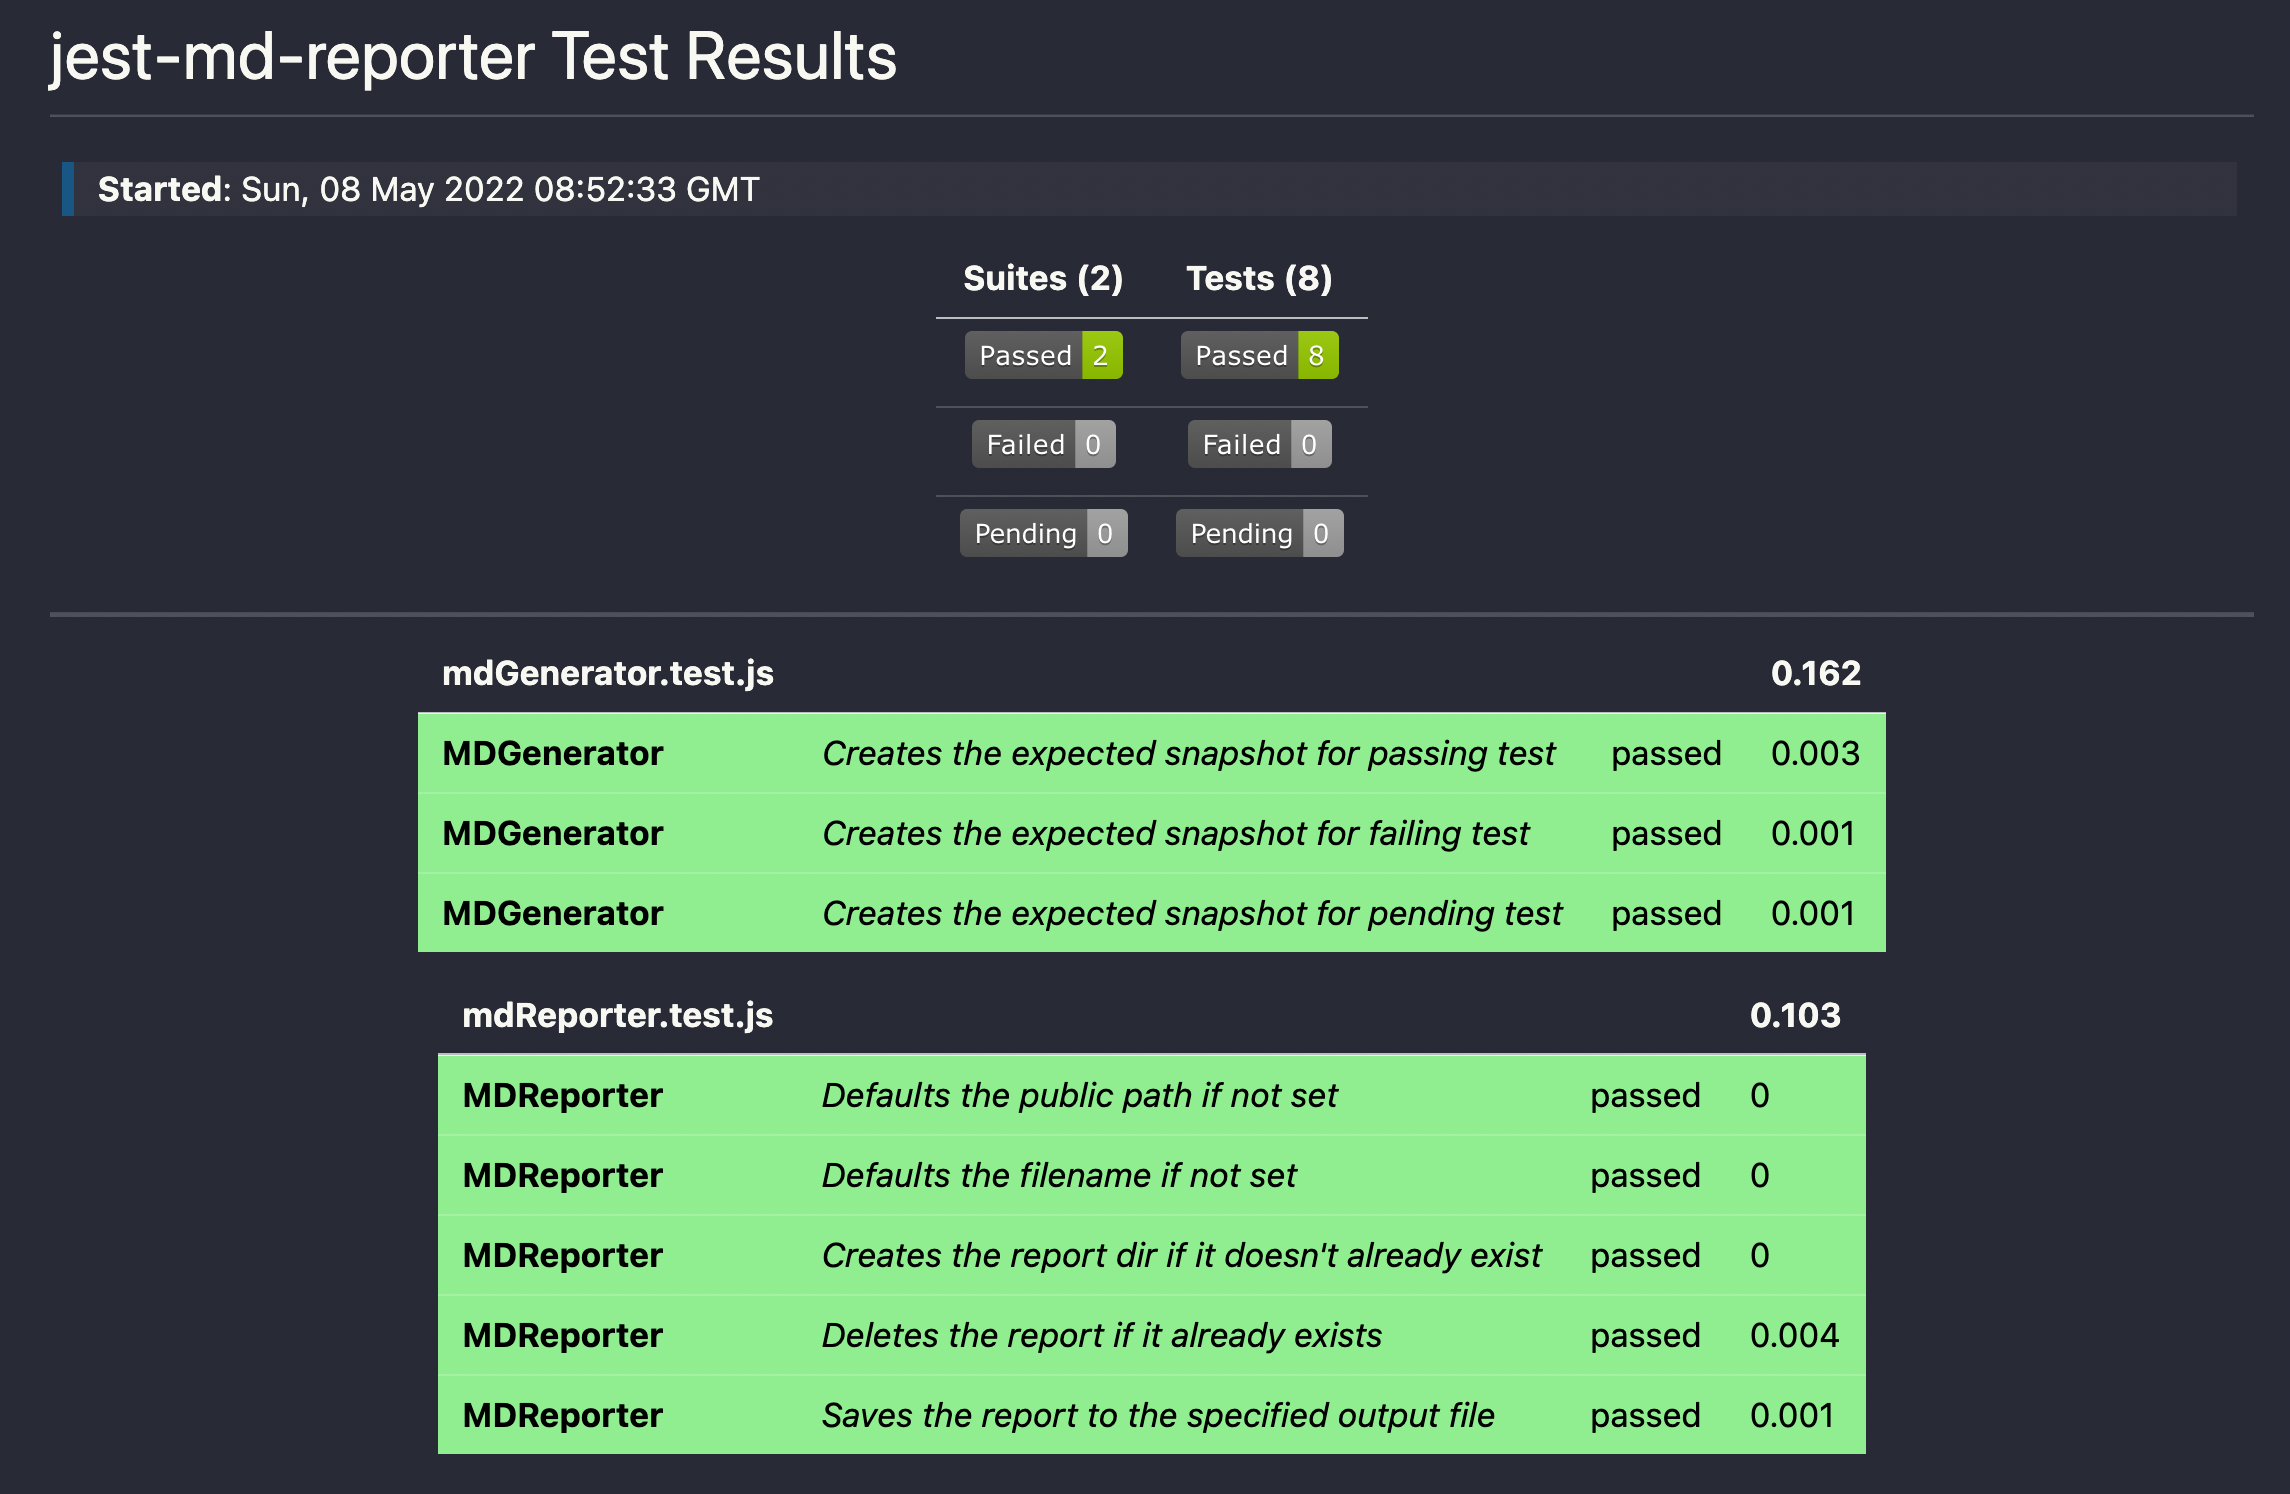 jest-md-reporter Test Results
Started: Sun, 08 May 2022 08:52:33 GMT
Suites (2) Tests (8)
Passed 2 Passed 8
Failed 0 Failed 0
Pending 0 Pending 0
mdGenerator.test.js 0.162
MDGenerator Creates the expected snapshot for passing test passed 0.003
MDGenerator Creates the expected snapshot for failing test passed 0.001
MDGenerator Creates the expected snapshot for pending test passed 0.001
mdReporter.test.js 0.103
MDReporter Defaults the public path if not set passed 0
MDReporter Defaults the filename if not set passed 0
MDReporter Creates the report dir if it doesn't already exist passed 0
MDReporter Deletes the report if it already exists passed 0.004
MDReporter Saves the report to the specified output file passed 0.001